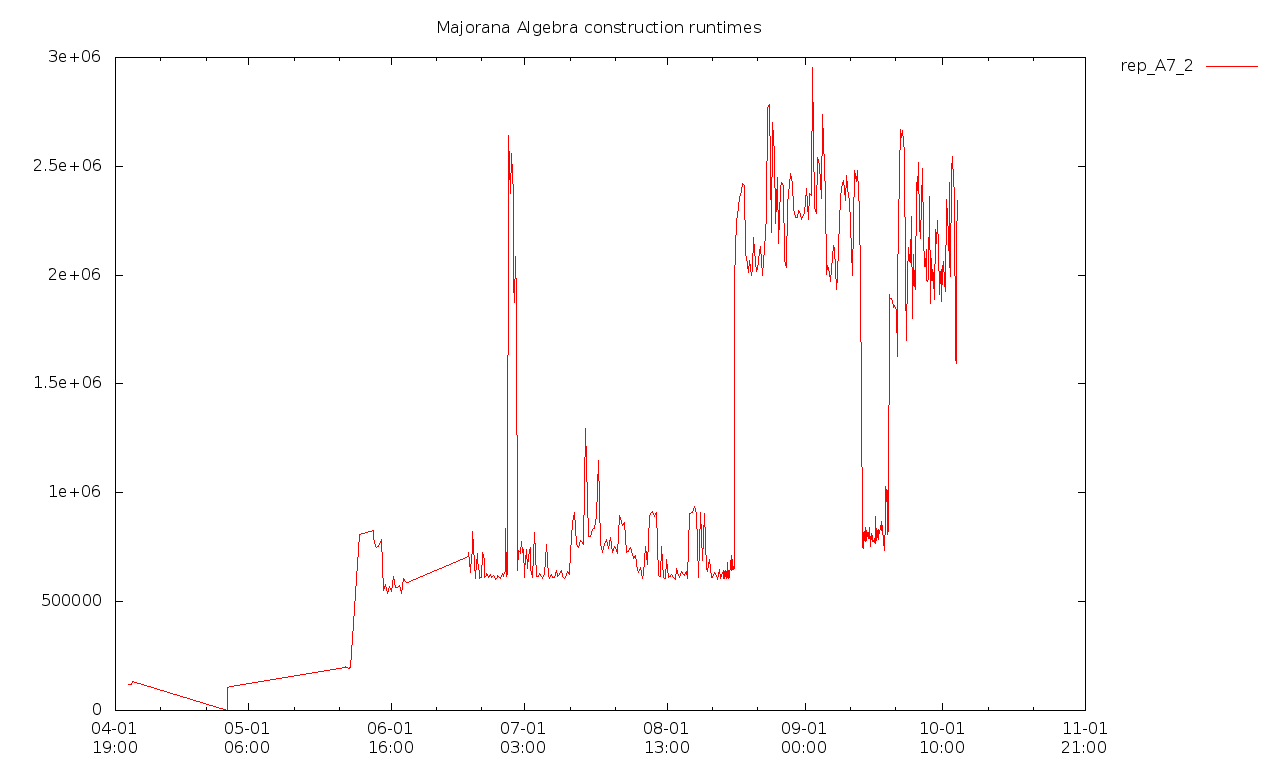 Majorana Algebra construction runtimes
rep_A7_2
3e+06
2.5e+06
2e+06
1.5e+06
1e+06
500000
0
04-01 05-01 06-01 07-01 08-01 09-01 10-01 11-01
19:00 06:00 16:00 03:00 13:00 00:00 10:00 21:00